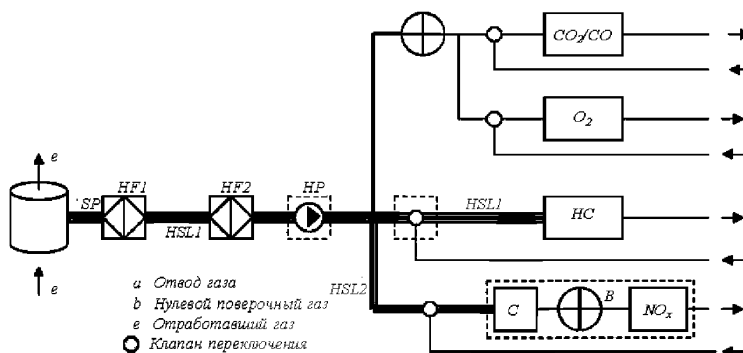 CO₂/CO
O₂
e
SP
HF1
HF2
HP
HSL1
HSL1
HC
HSL2
e
C
B
NOₓ
a Отвод газа
b Нулевой поверочный газ
e Отработавший газ
Клапан переключения